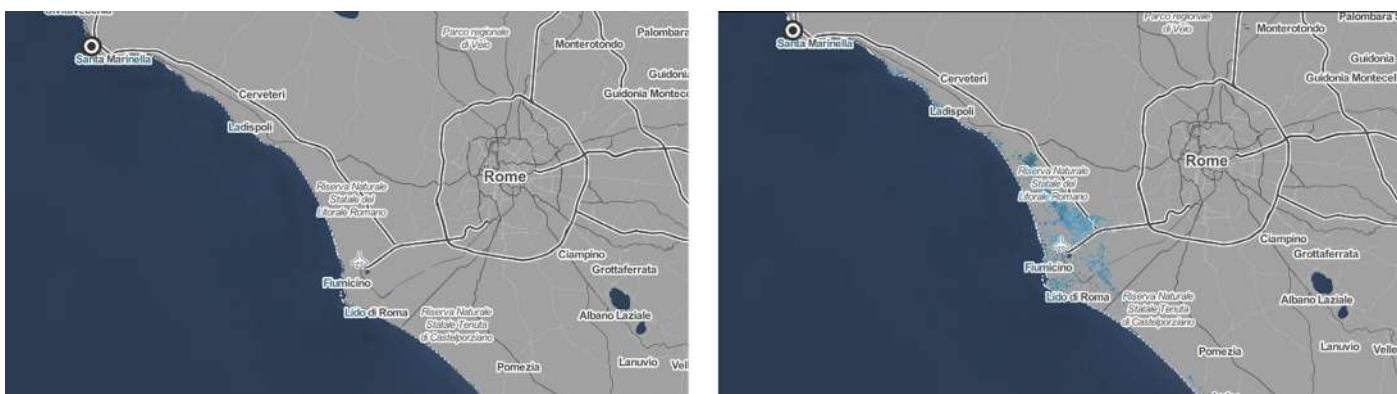 Civitavecchia
Santa Marinella
Cerveteri
Ladispoli
Parco regionale
di Veio
Monterotondo
Palombara
Guidonia
Guidonia Montece
Riserva Naturale
Statale del
Litorale Romano
Rome
Fiumicino
Lido di Roma
Riserva Naturale
Statale Tenuta
di Castelporziano
Ciampino
Grottaferrata
Albano Laziale
Pomezia
Lanuvio
Vell
Santa Marinella
Cerveteri
Ladispoli
Parco regionale
di Veio
Monterotondo
Palombara
Guidonia
Guidonia Montecel
Riserva Naturale
Statale del
Litorale Romano
Rome
Fiumicino
Lido di Roma
Riserva Naturale
Statale Tenuta
di Castelporziano
Ciampino
Grottaferrata
Albano Laziale
Pomezia
Lanuvio
Velle